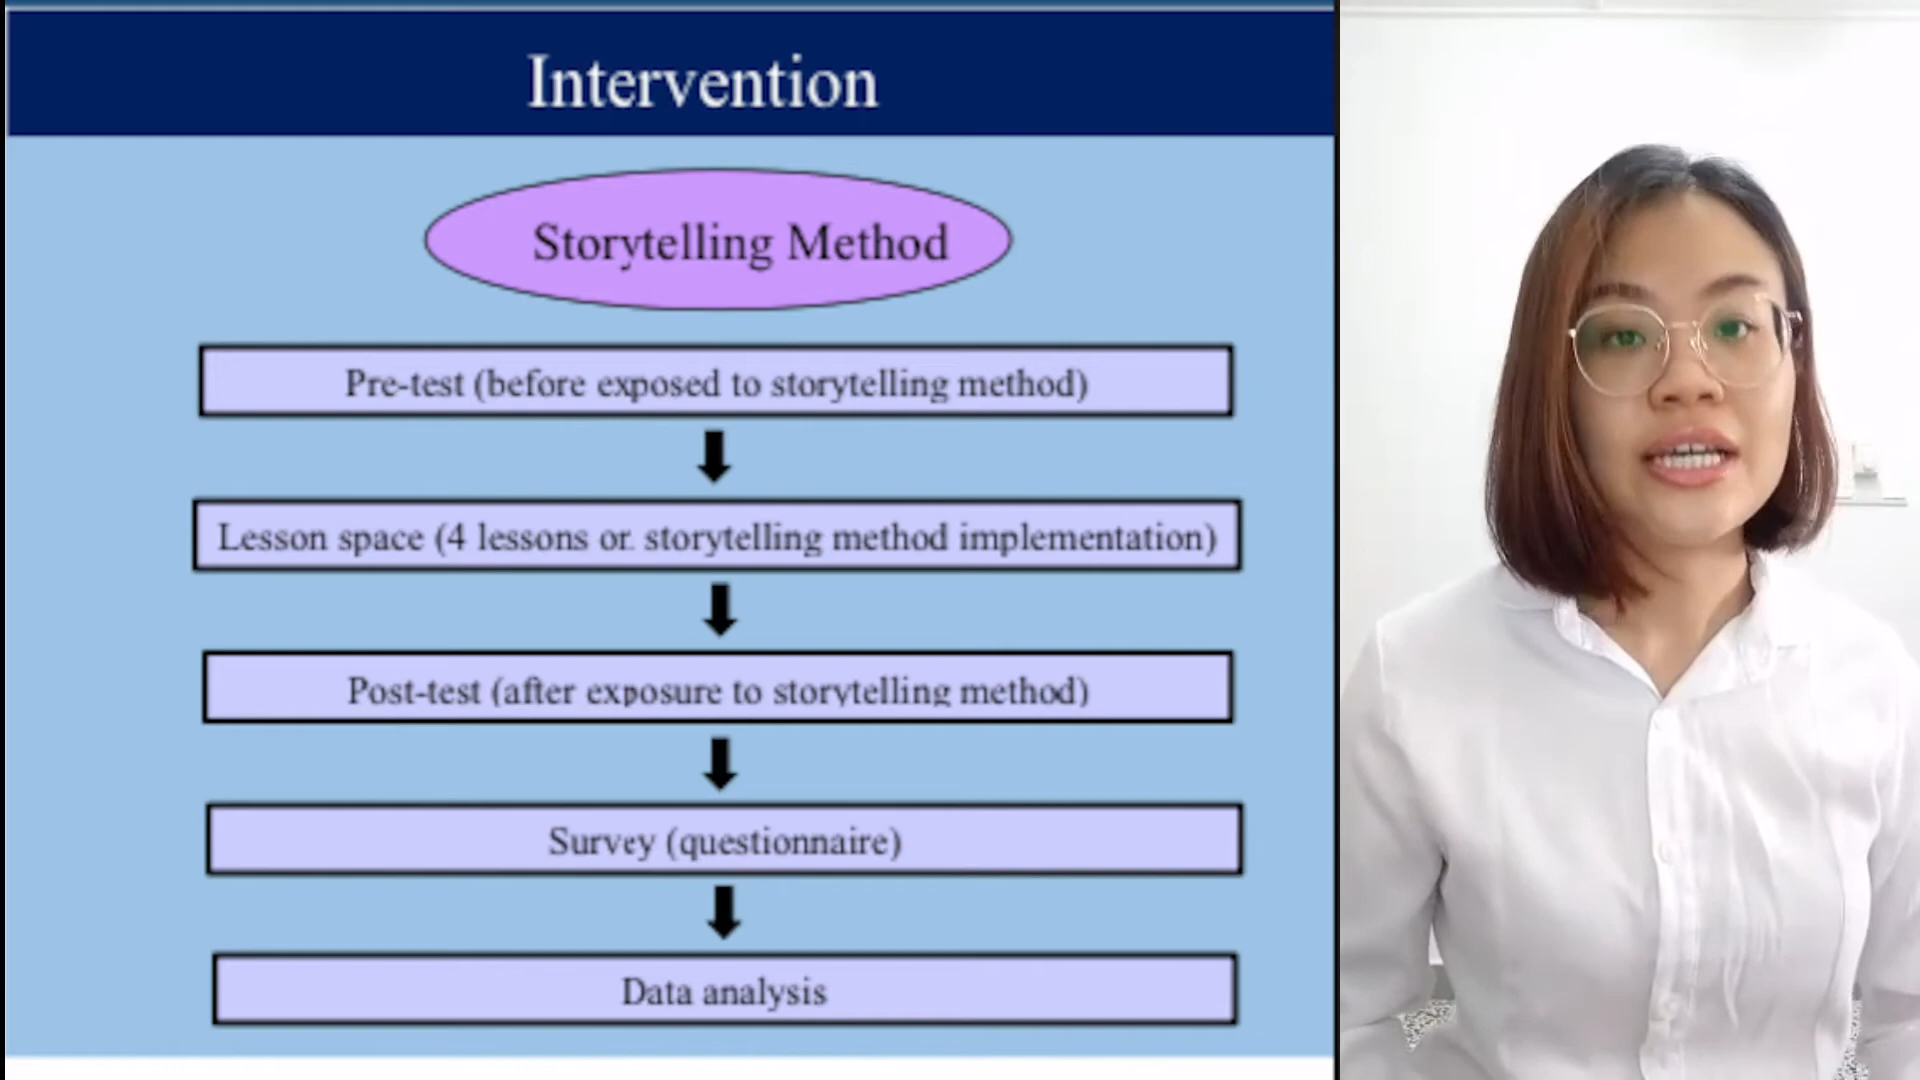 Intervention
Storytelling Method
Pre-test (before exposed to storytelling method)
Lesson space (4 lessons or. storytelling method implementation)
Post-test (after exposure to storytelling method)
Survey (questionnaire)
Data analysis